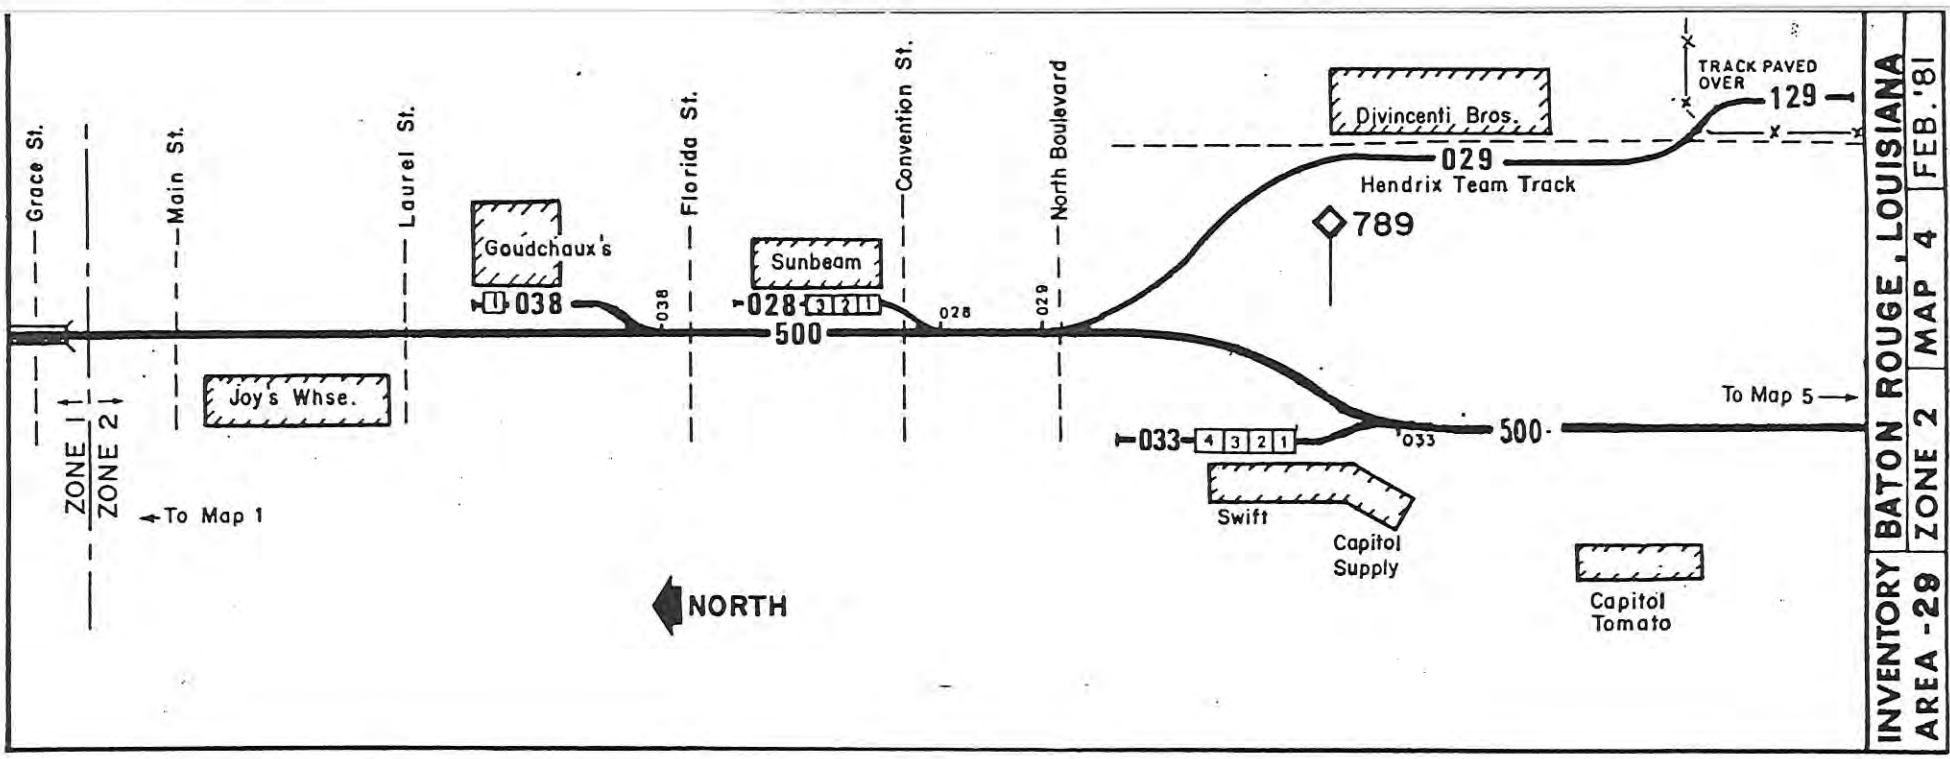 Grace St.
Main St.
Laurel St.
Florida St.
Convention St.
North Boulevard
TRACK PAVED
OVER
129
Divincenti Bros.
029
Hendrix Team Track
789
Goudchaux's
1 038
038
Sunbeam
028 3 2 1
028
029
500
Joy's Whse.
ZONE 1
ZONE 2
←To Map 1
To Map 5→
033 4 3 2 1
033
500
Swift
Capitol
Supply
Capitol
Tomato
NORTH
INVENTORY BATON ROUGE, LOUISIANA
AREA - 29 ZONE 2 MAP 4 FEB. '81